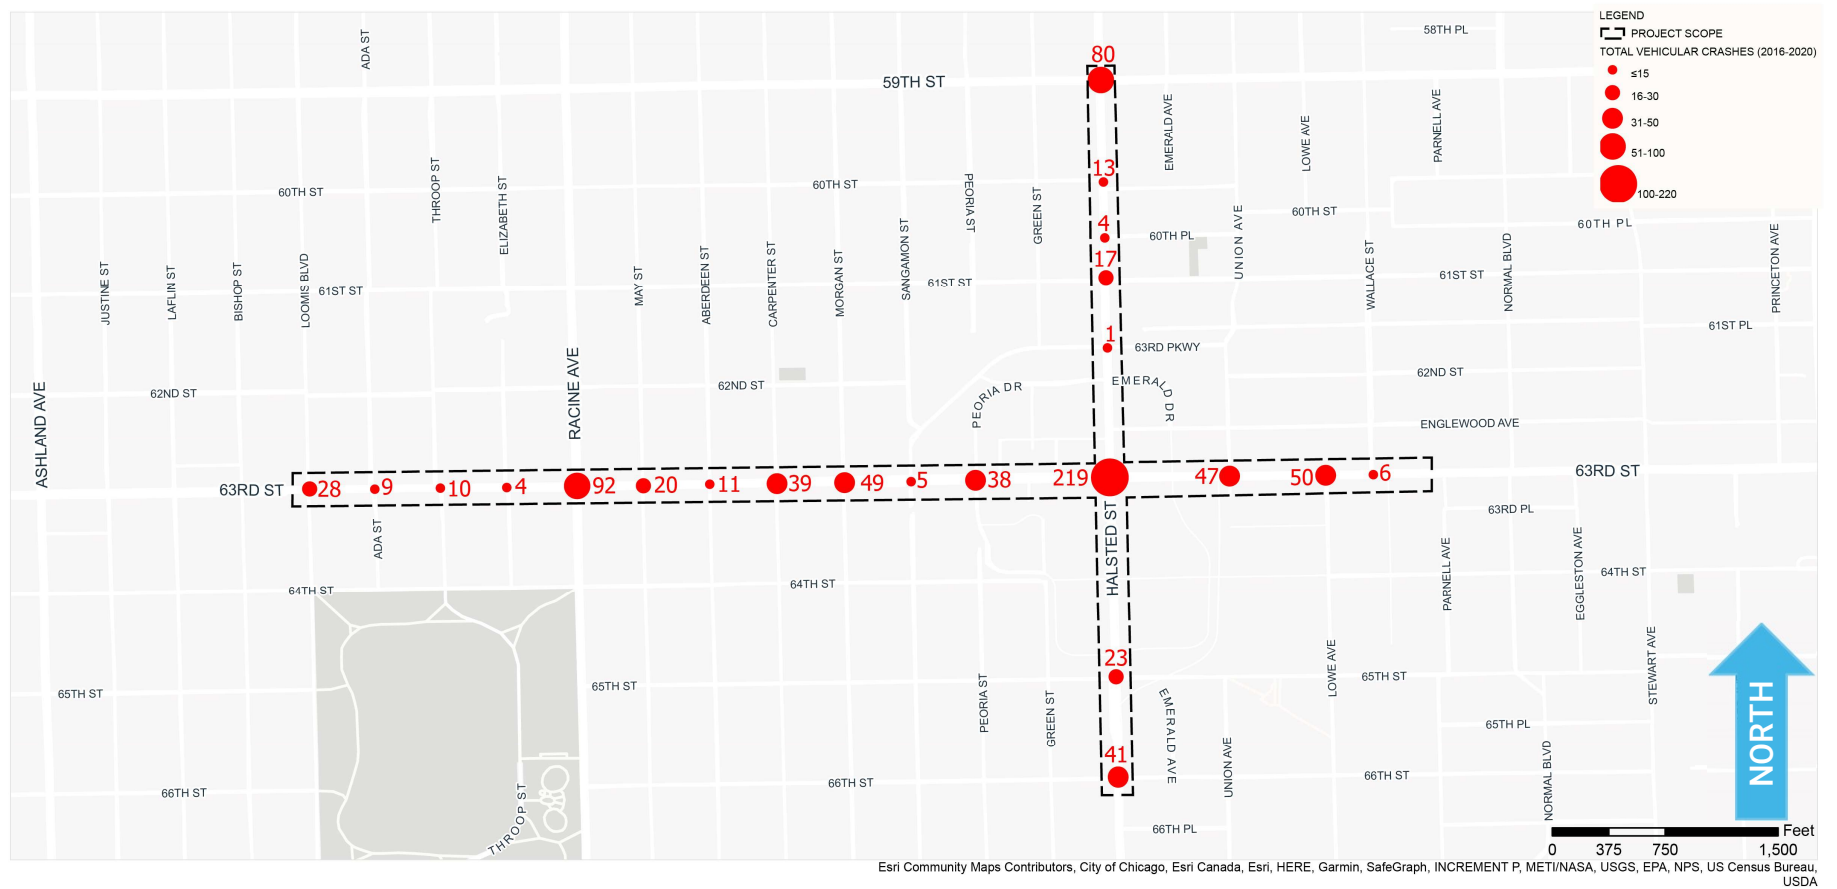 LEGEND
PROJECT SCOPE
TOTAL VEHICULAR CRASHES (2016-2020)
≤15
16-30
31-50
51-100
100-220
58TH PL
ADA ST
80
59TH ST
EMERALD AVE
LOWE AVE
PARNELL AVE
13
60TH ST
60TH ST
THROOP ST
ELIZABETH ST
PEORIA ST
GREEN ST
4
60TH PL
UNION AVE
60TH ST
60TH PL
17
JUSTINE ST
LAFLIN ST
BISHOP ST
LOOMIS BLVD
61ST ST
MAY ST
ABERDEEN ST
CARPENTER ST
MORGAN ST
SANGAMON ST
61ST ST
61ST ST
WALLACE ST
NORMAL BLVD
PRINCETON AVE
1
63RD PKWY
61ST PL
ASHLAND AVE
62ND ST
RACINE AVE
62ND ST
PEORIA DR
EMERALD DR
62ND ST
ENGLEWOOD AVE
63RD ST
28
9
10
4
92
20
11
39
49
5
38
219
47
50
6
63RD ST
63RD PL
ADA ST
HALSTED ST
PARNELL AVE
EGGLESTON AVE
64TH ST
64TH ST
64TH ST
23
65TH ST
65TH ST
PEORIA ST
GREEN ST
EMERALD AVE
LOWE AVE
65TH ST
STEWART AVE
65TH PL
41
66TH ST
THROOP ST
66TH ST
UNION AVE
66TH ST
NORMAL BLVD
66TH PL
NORTH
Feet
0 375 750 1,500
Esri Community Maps Contributors, City of Chicago, Esri Canada, Esri, HERE, Garmin, SafeGraph, INCREMENT P, METI/NASA, USGS, EPA, NPS, US Census Bureau,
USDA